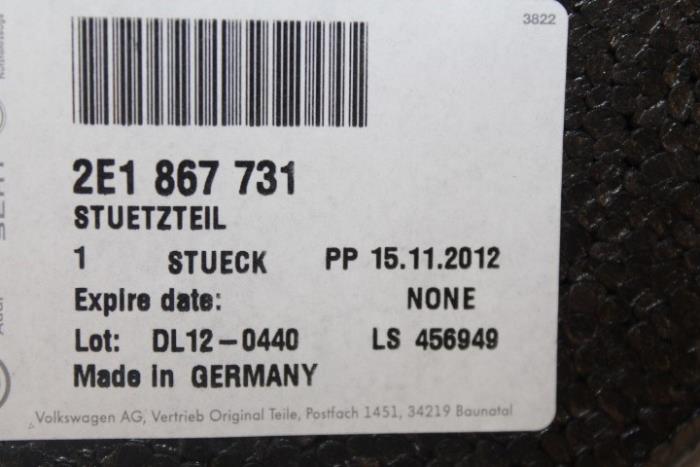 3822
2E1 867 731
STUETZTEIL
1 STUECK PP 15.11.2012
Expire date: NONE
Lot: DL12-0440 LS 456949
Made in GERMANY
Volkswagen AG, Vertrieb Original Teile, Postfach 1451, 34219 Baunatal
Audi